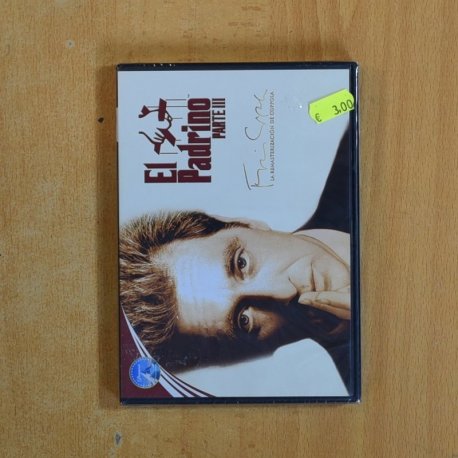 El
Padrino
PARTE III
LA REMASTERIZACIÓN DE COPPOLA
€ 3,00